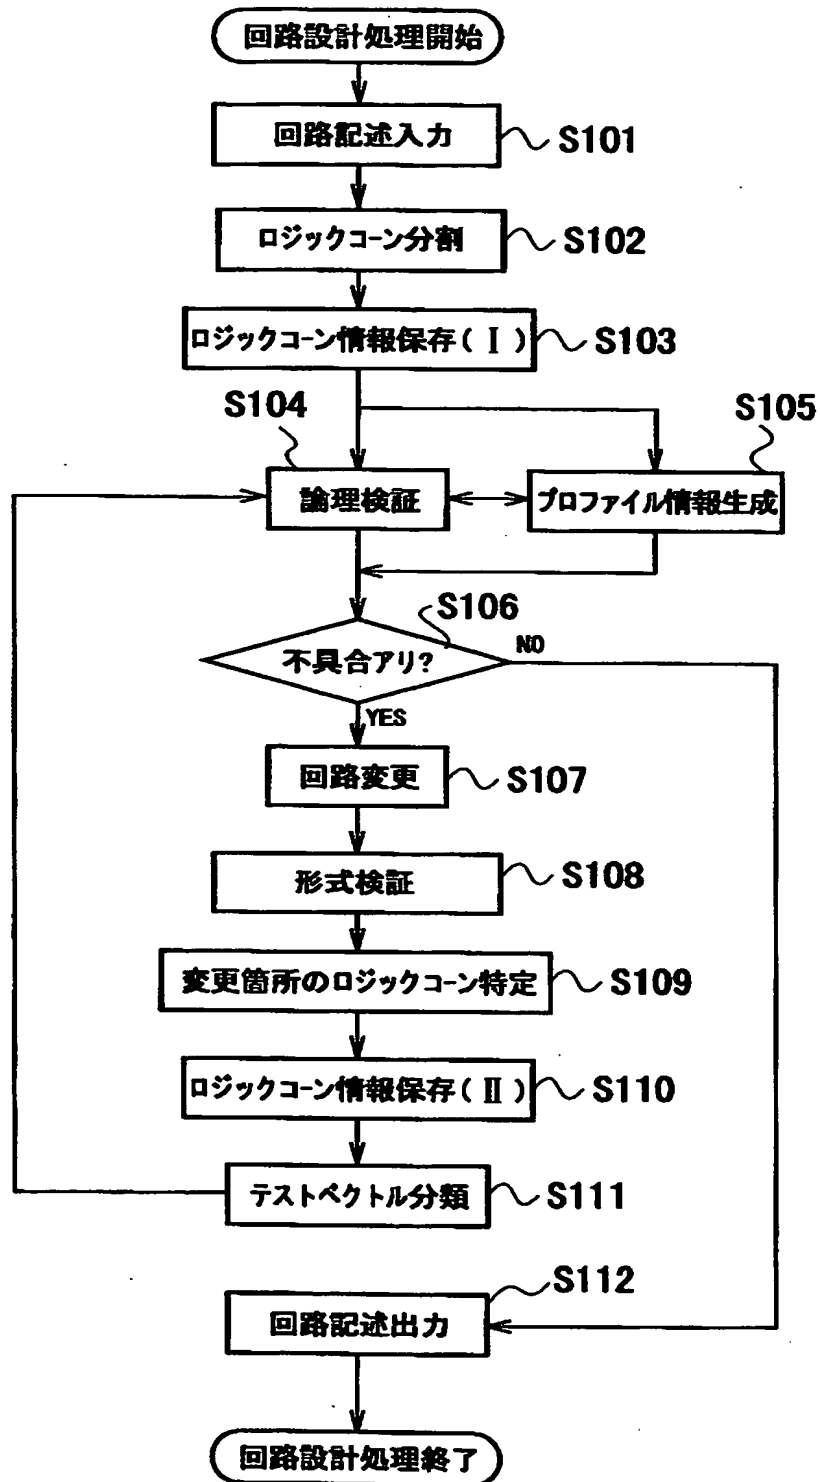 回路設計処理開始
回路記述入力
S101
ロジックコーン分割
S102
ロジックコーン情報保存(Ⅰ)
S103
S104
S105
論理検証
プロファイル情報生成
S106
不具合アリ?
NO
YES
回路変更
S107
形式検証
S108
変更箇所のロジックコーン特定
S109
ロジックコーン情報保存(Ⅱ)
S110
テストベクトル分類
S111
S112
回路記述出力
回路設計処理終了